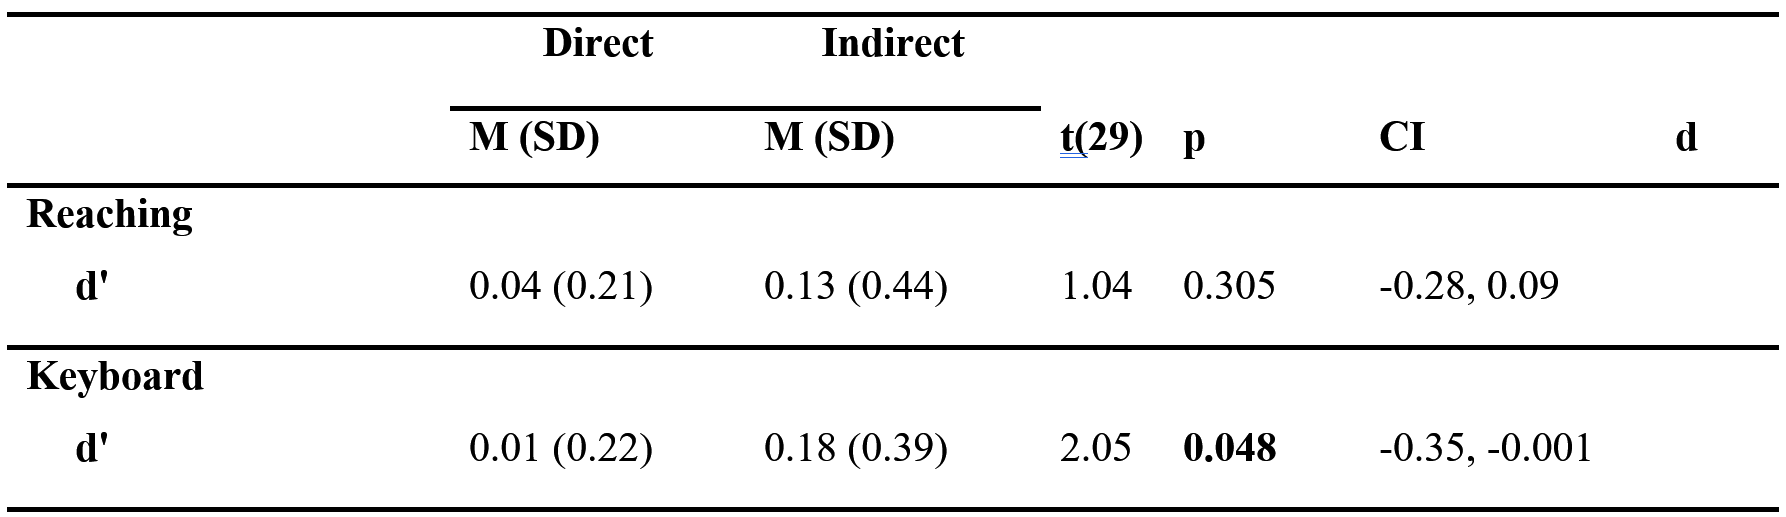 Direct Indirect
M (SD) M (SD) t(29) p CI d
Reaching
d' 0.04 (0.21) 0.13 (0.44) 1.04 0.305 -0.28, 0.09
Keyboard
d' 0.01 (0.22) 0.18 (0.39) 2.05 0.048 -0.35, -0.001